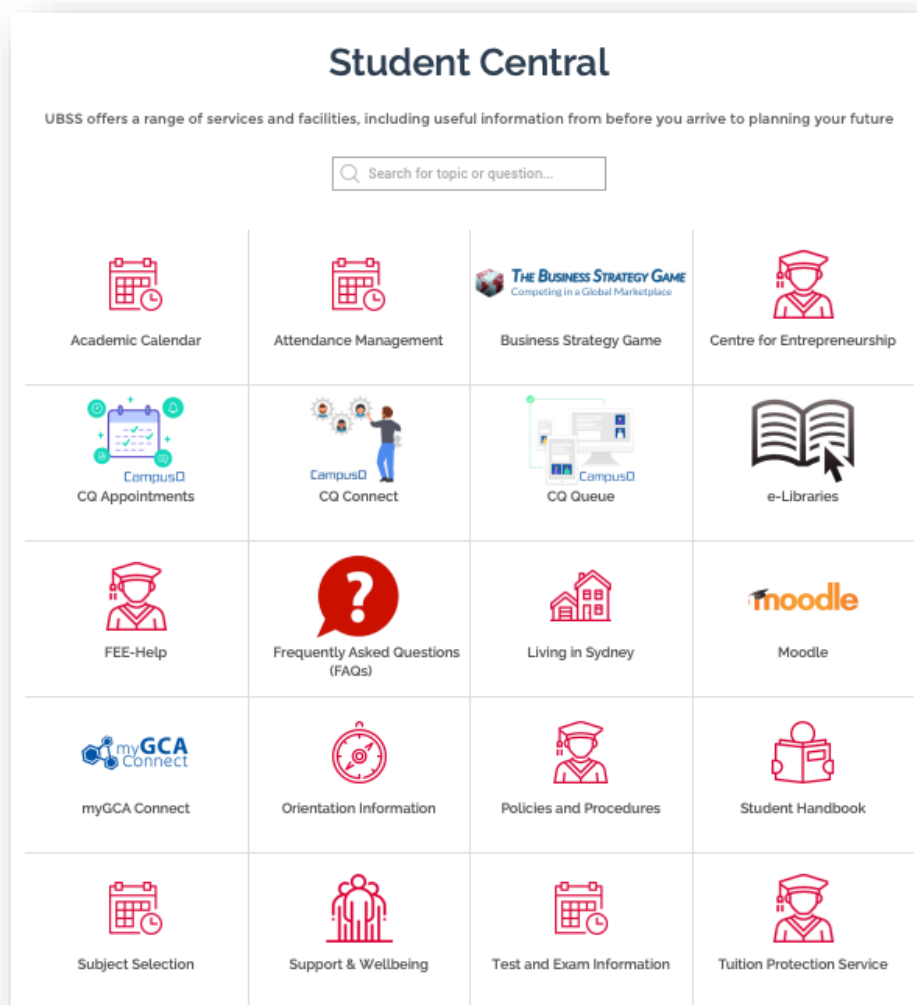 Student Central
UBSS offers a range of services and facilities, including useful information from before you arrive to planning your future
Search for topic or question...
THE BUSINESS STRATEGY GAME
Competing in a Global Marketplace
Academic Calendar
Attendance Management
Business Strategy Game
Centre for Entrepreneurship
CampusQ
CQ Appointments
CampusQ
CQ Connect
CampusQ
CQ Queue
e-Libraries
FEE-Help
?
Frequently Asked Questions
(FAQs)
Living in Sydney
moodle
Moodle
myGCA
Connect
myGCA Connect
Orientation Information
Policies and Procedures
Student Handbook
Subject Selection
Support & Wellbeing
Test and Exam Information
Tuition Protection Service